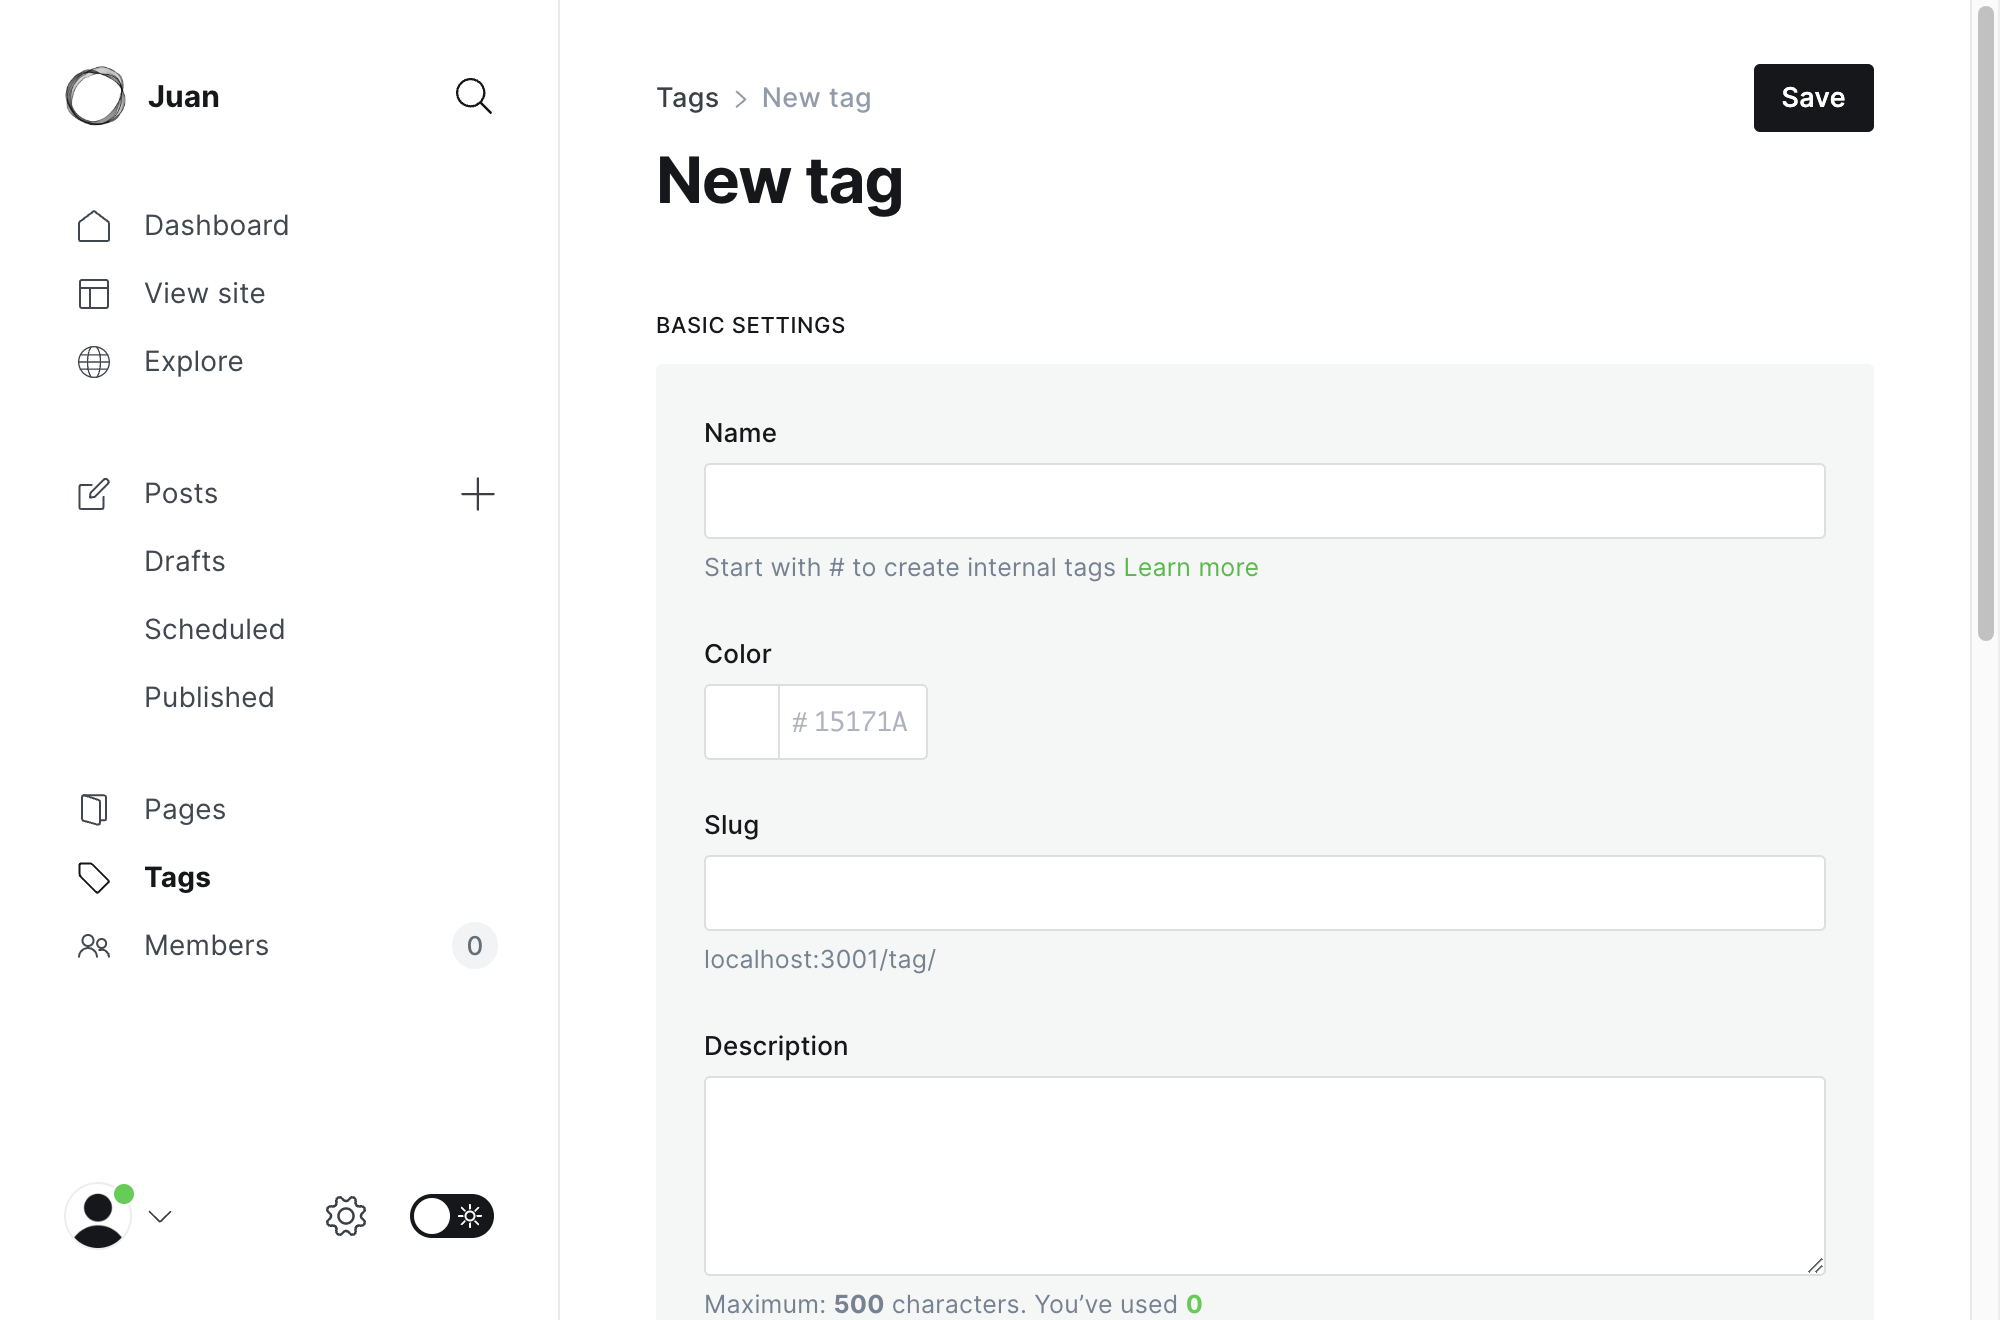 Juan
Dashboard
View site
Explore
Posts
Drafts
Scheduled
Published
Pages
Tags
Members
0
Tags > New tag
Save
New tag
BASIC SETTINGS
Name
Start with # to create internal tags Learn more
Color
# 15171A
Slug
localhost:3001/tag/
Description
Maximum: 500 characters. You’ve used 0